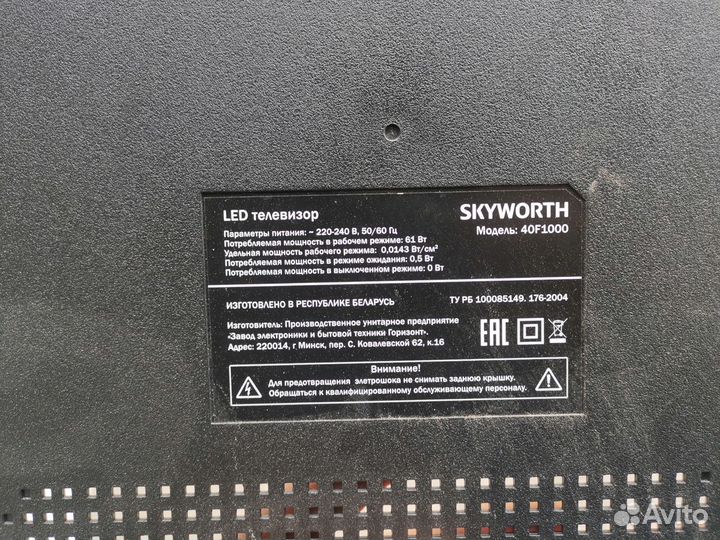 LED телевизор
SKYWORTH
Модель: 40F1000
Параметры питания: ~ 220-240 В, 50/60 Гц
Потребляемая мощность в рабочем режиме: 61 Вт
Удельная мощность рабочего режима: 0,0143 Вт/см²
Потребляемая мощность в режиме ожидания: 0,5 Вт
Потребляемая мощность в выключенном режиме: 0 Вт
ИЗГОТОВЛЕНО В РЕСПУБЛИКЕ БЕЛАРУСЬ
ТУ РБ 100085149. 176-2004
Изготовитель: Производственное унитарное предприятие
«Завод электроники и бытовой техники Горизонт».
Адрес: 220014, г Минск, пер. С. Ковалевской 62, к.16
EAC
Внимание!
Для предотвращения элетрошока не снимать заднюю крышку.
Обращаться к квалифицированному обслуживающему персоналу.
Avito